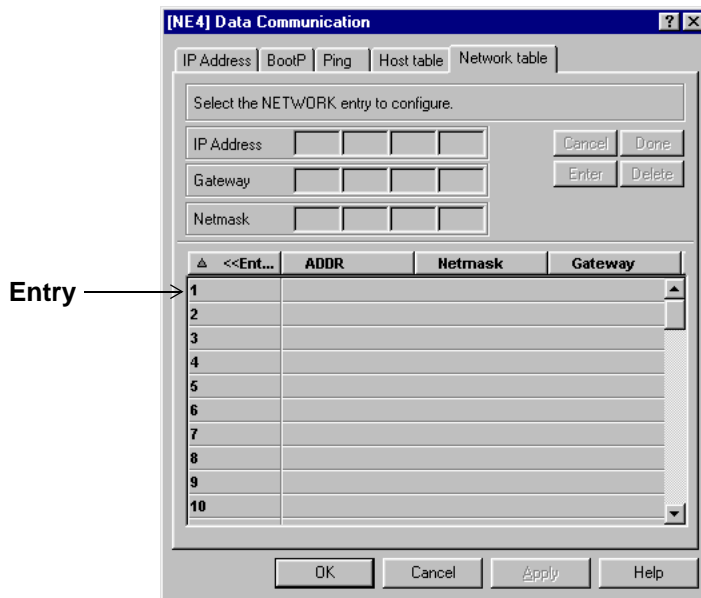 [NE4] Data Communication
IP Address BootP Ping Host table Network table
Select the NETWORK entry to configure.
IP Address Cancel Done
Gateway Enter Delete
Netmask
<<Ent... ADDR Netmask Gateway
Entry 1
2
3
4
5
6
7
8
9
10
OK Cancel Apply Help